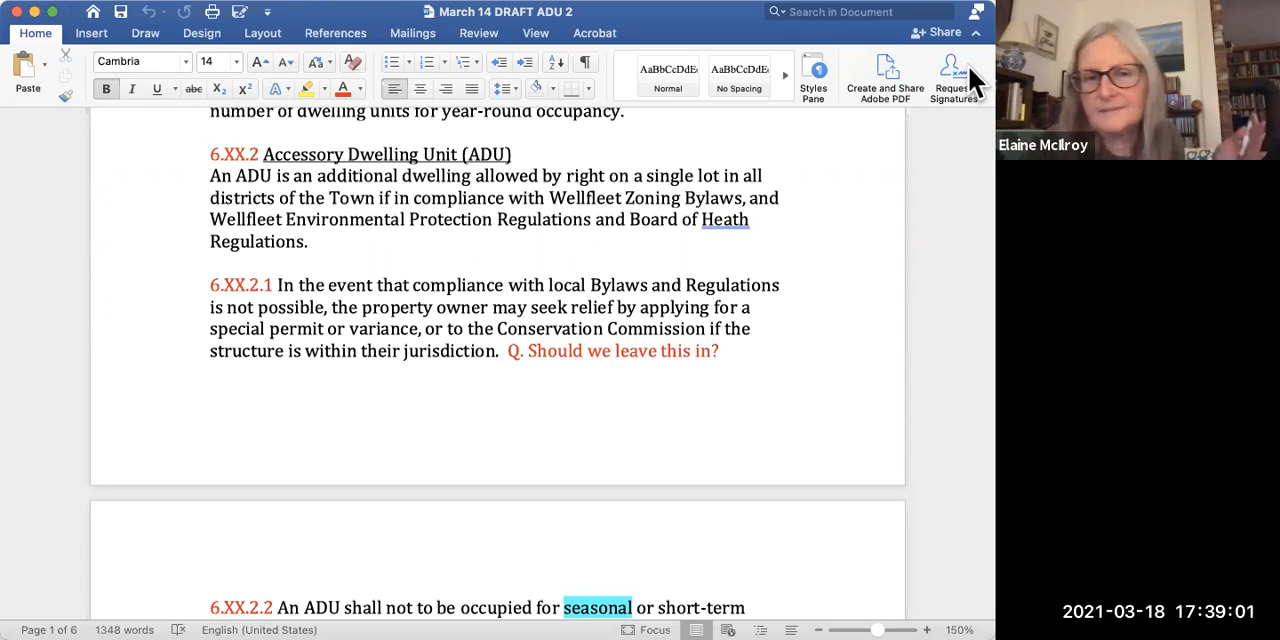 March 14 DRAFT ADU 2
Search in Document
Home Insert Draw Design Layout References Mailings Review View Acrobat
Share
Paste
Cambria 14
AaBbCcDdEe AaBbCcDdEe
Normal No Spacing
Styles Pane
Create and Share Adobe PDF
Request Signatures
B I U abc X2 X2 A A
number of dwelling units for year-round occupancy.
6.XX.2 Accessory Dwelling Unit (ADU)
An ADU is an additional dwelling allowed by right on a single lot in all
districts of the Town if in compliance with Wellfleet Zoning Bylaws, and
Wellfleet Environmental Protection Regulations and Board of Heath
Regulations.
6.XX.2.1 In the event that compliance with local Bylaws and Regulations
is not possible, the property owner may seek relief by applying for a
special permit or variance, or to the Conservation Commission if the
structure is within their jurisdiction. Q. Should we leave this in?
6.XX.2.2 An ADU shall not to be occupied for seasonal or short-term
Page 1 of 6 1348 words English (United States) Focus 150%
Elaine McIlroy
2021-03-18 17:39:01